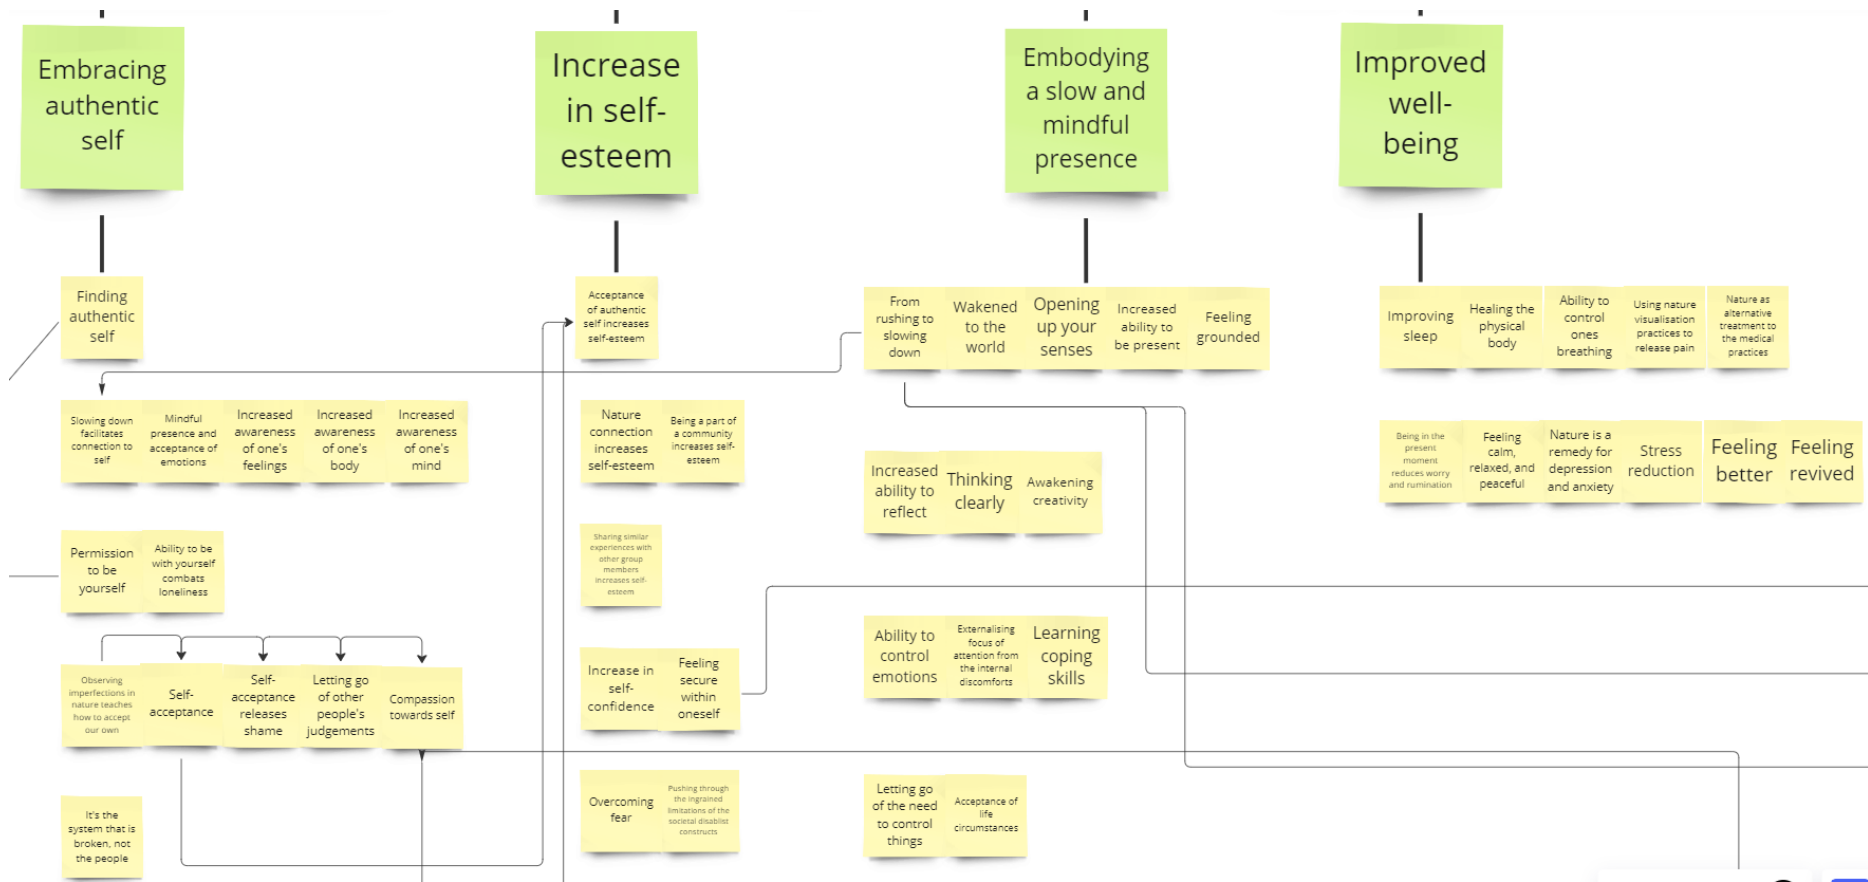 Embracing
authentic
self
Increase
in self-
esteem
Embodying
a slow and
mindful
presence
Improved
well-
being
Finding
authentic
self
Slowing down
facilitates
connection to
self
Mindful
presence and
acceptance of
emotions
Increased
awareness
of one's
feelings
Increased
awareness
of one's
body
Increased
awareness
of one's
mind
Permission
to be
yourself
Ability to be
with yourself
combats
loneliness
Observing
imperfections in
nature teaches
how to accept
our own
Self-
acceptance
Self-
acceptance
releases
shame
Letting go
of other
people's
judgements
Compassion
towards self
It's the
system that is
broken, not
the people
Acceptance
of authentic
self increases
self-esteem
Nature
connection
increases
self-esteem
Being a part of
a community
increases self-
esteem
Sharing similar
experiences with
other group
members
increases self-
esteem
Increase in
self-
confidence
Feeling
secure
within
oneself
Overcoming
fear
Pushing through
the ingrained
limitations of the
societal disablist
constructs
From
rushing to
slowing
down
Wakened
to the
world
Opening
up your
senses
Increased
ability to
be present
Feeling
grounded
Increased
ability to
reflect
Thinking
clearly
Awakening
creativity
Ability to
control
emotions
Externalising
focus of
attention from
the internal
discomforts
Learning
coping
skills
Letting go
of the need
to control
things
Acceptance of
life
circumstances
Improving
sleep
Healing the
physical
body
Ability to
control
ones
breathing
Using nature
visualisation
practices to
release pain
Nature as
alternative
treatment to
the medical
practices
Being in the
present
moment
reduces worry
and rumination
Feeling
calm,
relaxed, and
peaceful
Nature is a
remedy for
depression
and anxiety
Stress
reduction
Feeling
better
Feeling
revived